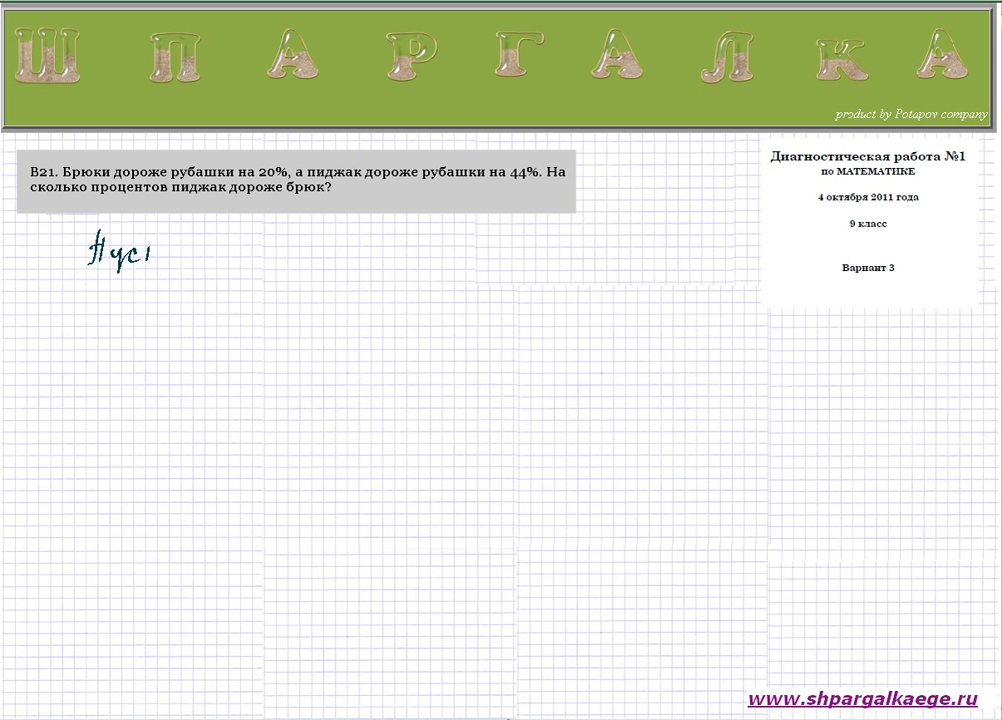 ШПАРГАЛКА
product by Potapov company
В21. Брюки дороже рубашки на 20%, а пиджак дороже рубашки на 44%. На
сколько процентов пиджак дороже брюк?
Диагностическая работа №1
по МАТЕМАТИКЕ
4 октября 2011 года
9 класс
Вариант 3
www.shpargalkaege.ru